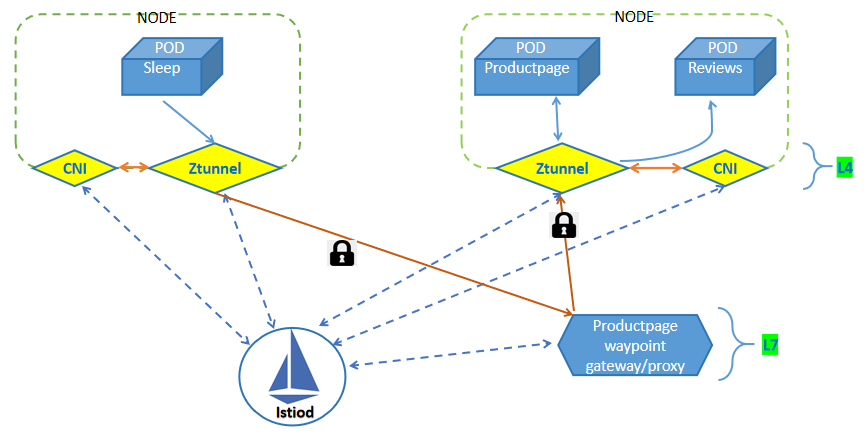 NODE
NODE
POD
Sleep
POD
Productpage
POD
Reviews
CNI
Ztunnel
Ztunnel
CNI
L4
Productpage
waypoint
gateway/proxy
L7
Istiod